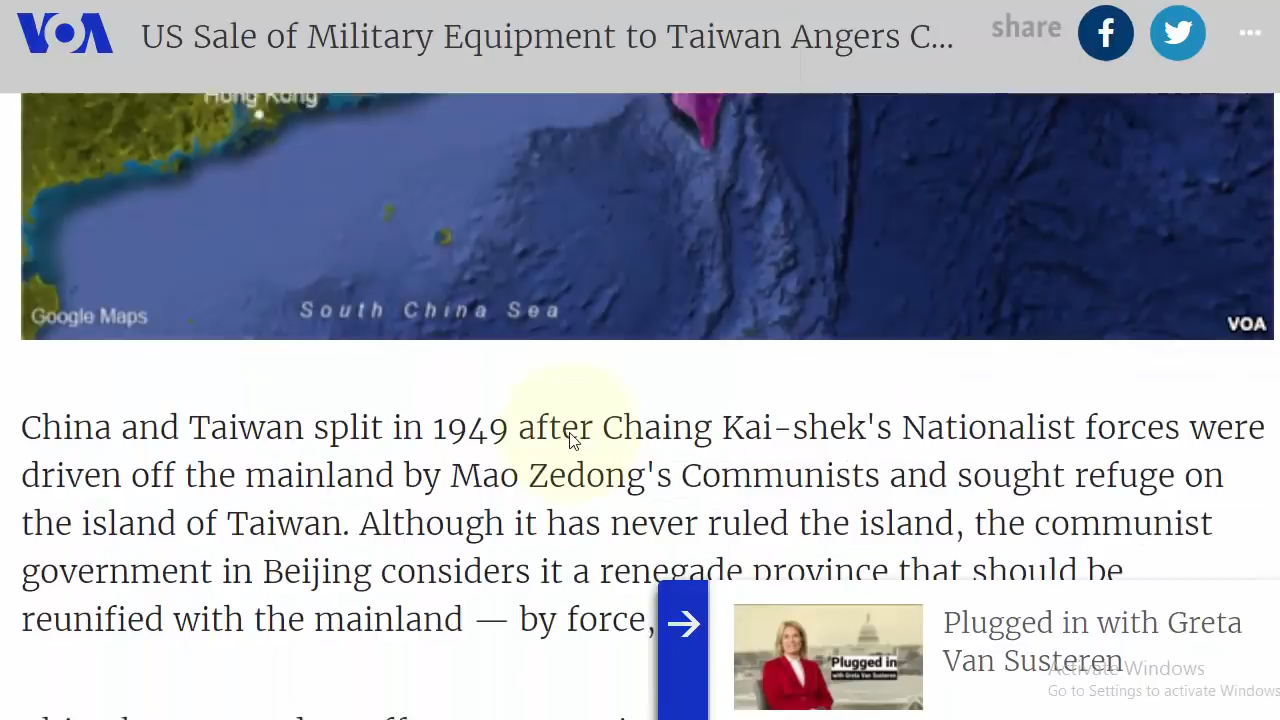 VOA
US Sale of Military Equipment to Taiwan Angers C...
share
Hong Kong
South China Sea
Google Maps
VOA
China and Taiwan split in 1949 after Chaing Kai-shek's Nationalist forces were
driven off the mainland by Mao Zedong's Communists and sought refuge on
the island of Taiwan. Although it has never ruled the island, the communist
government in Beijing considers it a renegade province that should be
reunified with the mainland — by force,
Plugged in
with Greta Van Susteren
Plugged in with Greta
Van Susteren
Activate Windows
Go to Settings to activate Windows